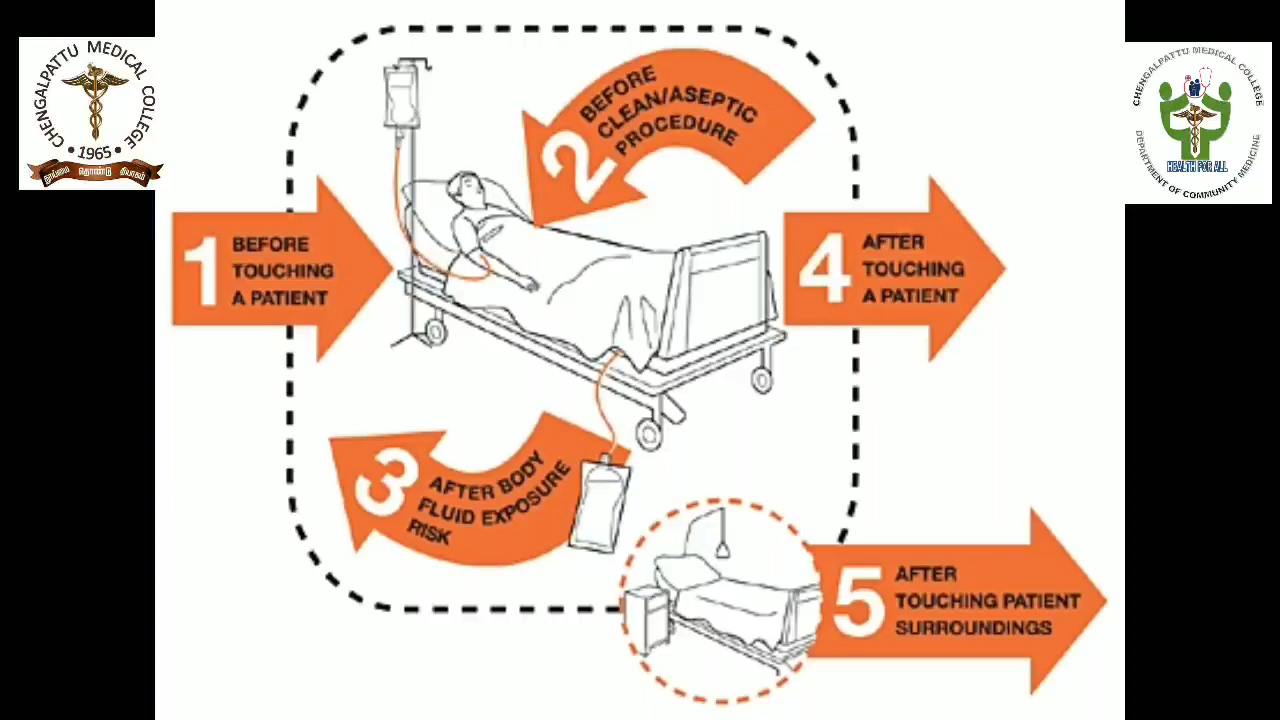 CHENGALPATTU MEDICAL COLLEGE
• 1965 •
தூய்மை தொண்டு தியாகம்
CHENGALPATTU MEDICAL COLLEGE
HEALTH FOR ALL
DEPARTMENT OF COMMUNITY MEDICINE
1 BEFORE
TOUCHING
A PATIENT
2 BEFORE
CLEAN/ASEPTIC
PROCEDURE
3 AFTER BODY
FLUID EXPOSURE
RISK
4 AFTER
TOUCHING
A PATIENT
5 AFTER
TOUCHING PATIENT
SURROUNDINGS